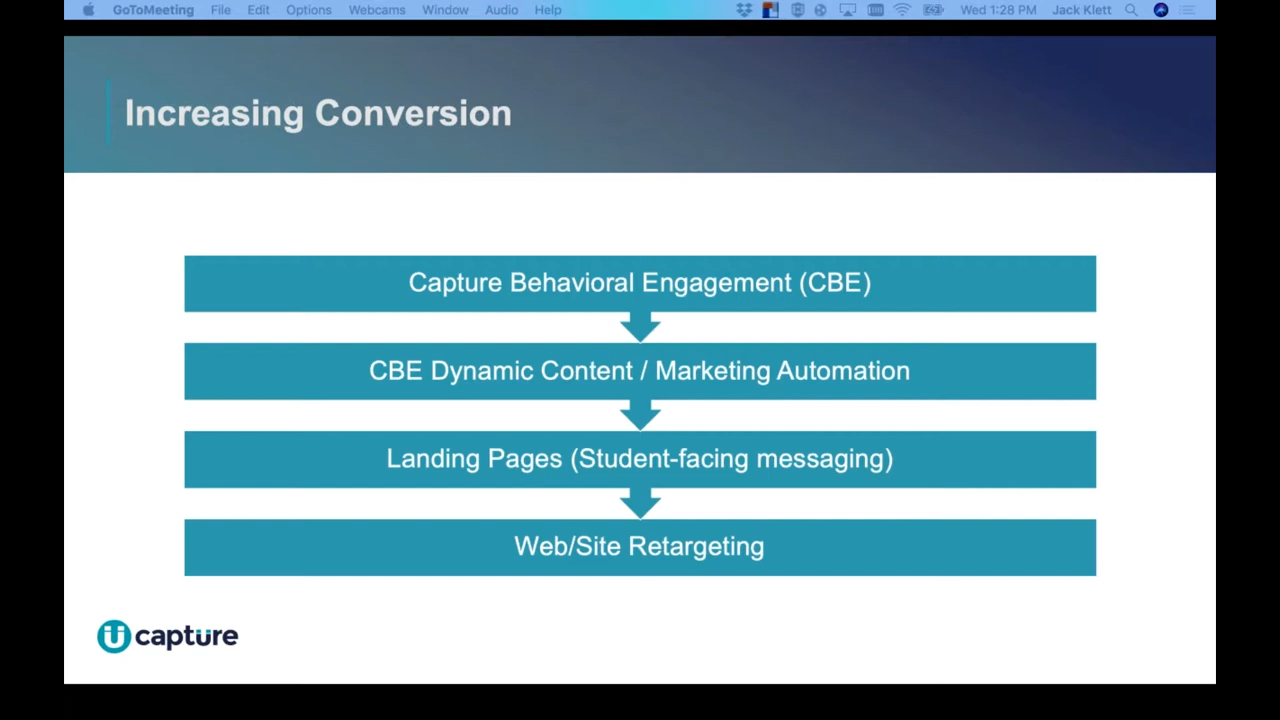 GoToMeeting File Edit Options Webcams Window Audio Help Wed 1:28 PM Jack Klett
Increasing Conversion
Capture Behavioral Engagement (CBE)
CBE Dynamic Content / Marketing Automation
Landing Pages (Student-facing messaging)
Web/Site Retargeting
capture